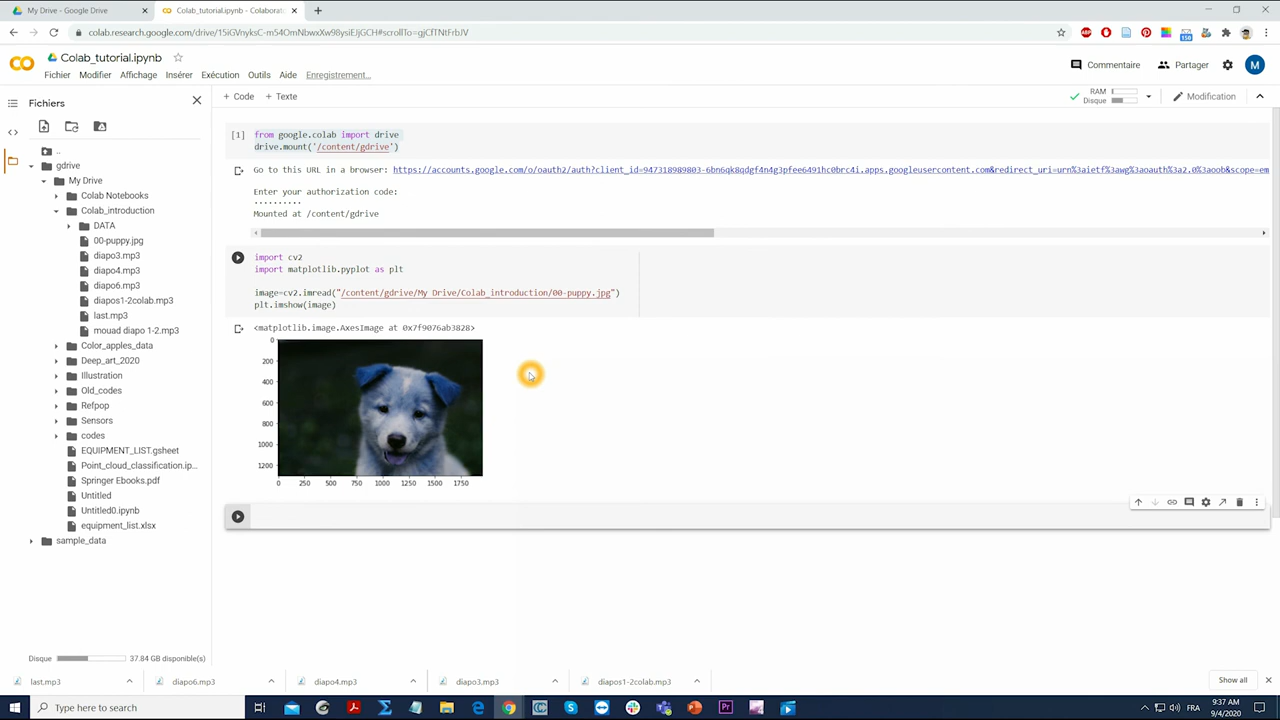 My Drive - Google Drive
Colab_tutorial.ipynb - Colaborato
colab.research.google.com/drive/
150
Colab_tutorial.ipynb
Fichier Modifier Affichage Insérer Exécution Outils Aide Enregistrement...
Commentaire
Partager
M
Fichiers
+ Code + Texte
RAM
Disque
Modification
..
gdrive
My Drive
Colab Notebooks
Colab_introduction
DATA
00-puppy.jpg
diapo3.mp3
diapo4.mp3
diapo6.mp3
diapos1-2colab.mp3
last.mp3
mouad diapo 1-2.mp3
Color_apples_data
Deep_art_2020
Illustration
Old_codes
Refpop
Sensors
codes
EQUIPMENT_LIST.gsheet
Point_cloud_classification.ip...
Springer Ebooks.pdf
Untitled
Untitled0.ipynb
equipment_list.xlsx
sample_data
Disque
37.84 GB disponible(s)
[1] from google.colab import drive
drive.mount('/content/gdrive')
Go to this URL in a browser: https://accounts.google.com/o/oauth2/auth?client_id=947318989803-6bn6qk8qdgf4n4g3pfee6491hc0brc4i.apps.googleusercontent.com&redirect_uri=urn%3aietf%3awg%3aoauth%3a2.0%3aoob&scope=em
Enter your authorization code:
··········
Mounted at /content/gdrive
import cv2
import matplotlib.pyplot as plt
image=cv2.imread("/content/gdrive/My Drive/Colab_introduction/00-puppy.jpg")
plt.imshow(image)
<matplotlib.image.AxesImage at 0x7f9076ab3828>
0
200
400
600
800
1000
1200
0 250 500 750 1000 1250 1500 1750
last.mp3
diapo6.mp3
diapo4.mp3
diapo3.mp3
diapos1-2colab.mp3
Show all
Type here to search
FRA
9:37 AM
9/4/2020